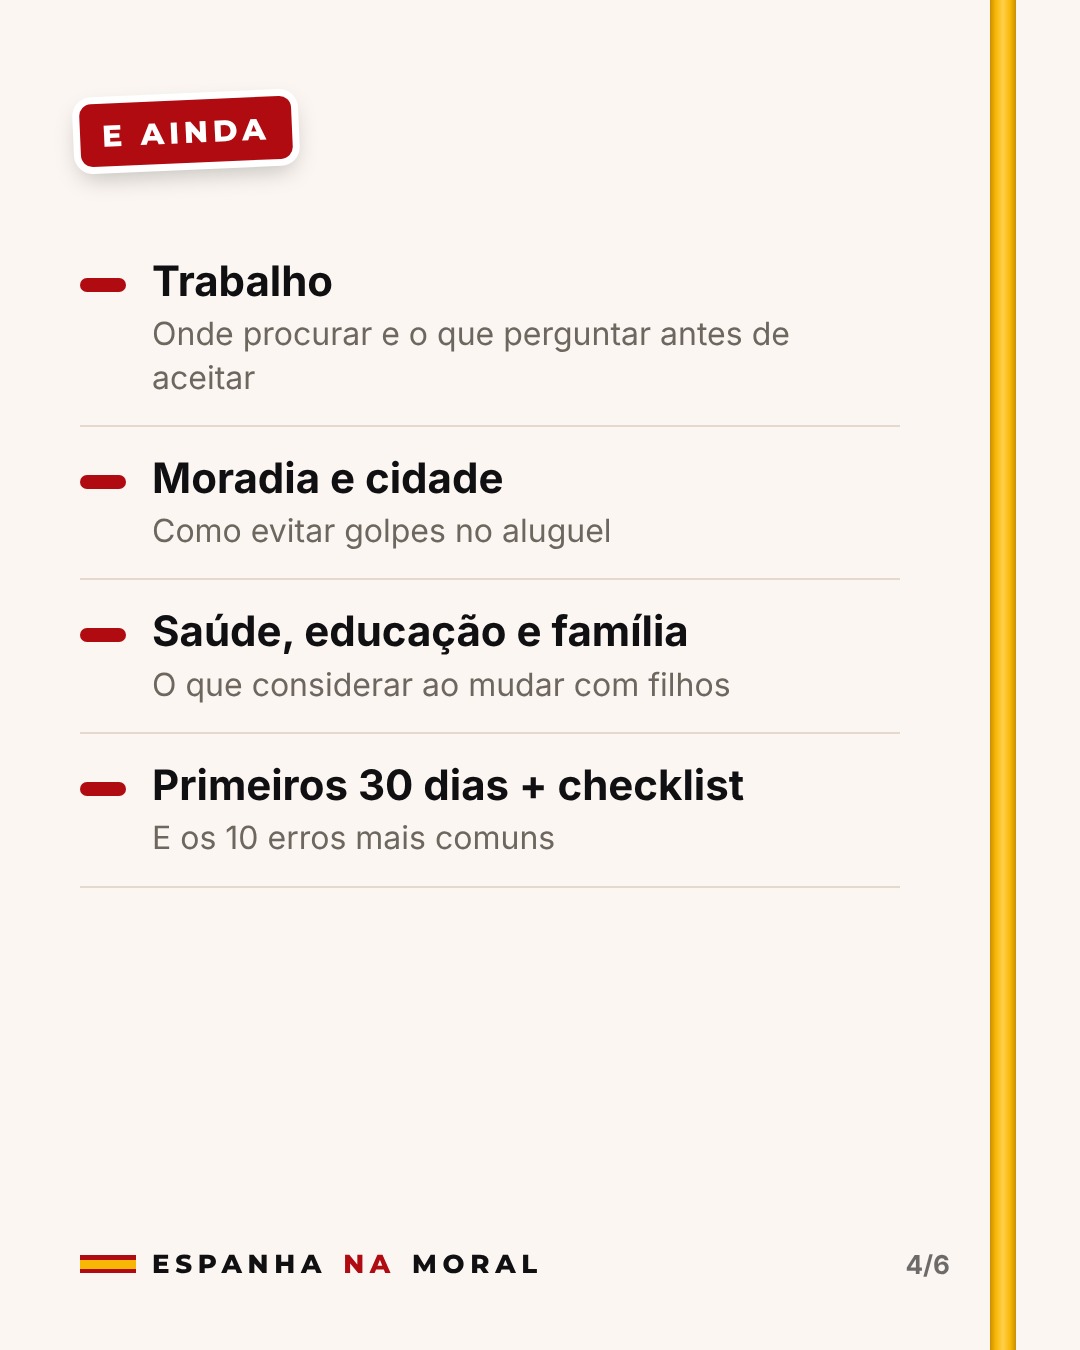 E AINDA
Trabalho
Onde procurar e o que perguntar antes de
aceitar
Moradia e cidade
Como evitar golpes no aluguel
Saúde, educação e família
O que considerar ao mudar com filhos
Primeiros 30 dias + checklist
E os 10 erros mais comuns
ESPANHA NA MORAL
4/6